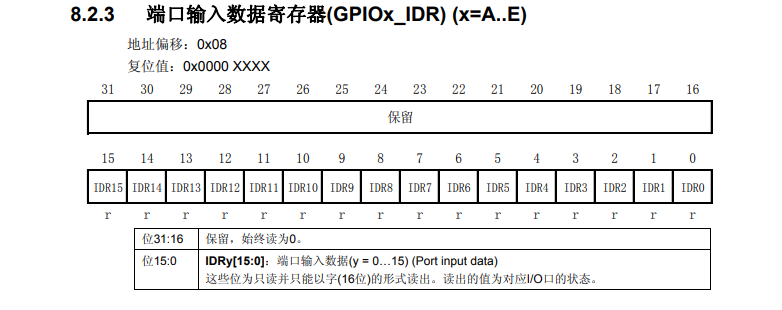 8.2.3 端口输入数据寄存器(GPIOx_IDR) (x=A..E)
地址偏移：0x08
复位值：0x0000 XXXX
31 30 29 28 27 26 25 24 23 22 21 20 19 18 17 16
保留
15 14 13 12 11 10 9 8 7 6 5 4 3 2 1 0
IDR15 IDR14 IDR13 IDR12 IDR11 IDR10 IDR9 IDR8 IDR7 IDR6 IDR5 IDR4 IDR3 IDR2 IDR1 IDR0
r r r r r r r r r r r r r r r r
位31:16 保留，始终读为0。
位15:0 IDRy[15:0]：端口输入数据(y = 0…15) (Port input data)
这些位为只读并只能以字(16位)的形式读出。读出的值为对应I/O口的状态。